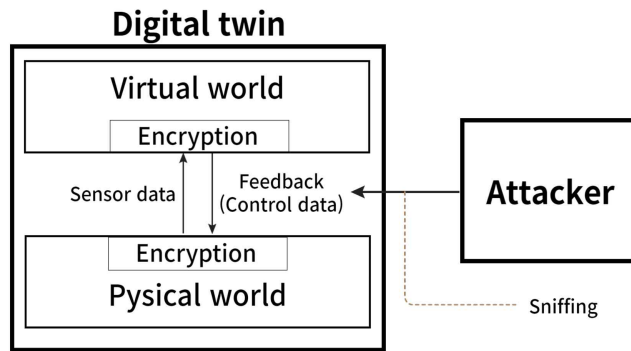 Digital twin
Virtual world
Encryption
Sensor data
Feedback
(Control data)
Attacker
Encryption
Pysical world
Sniffing